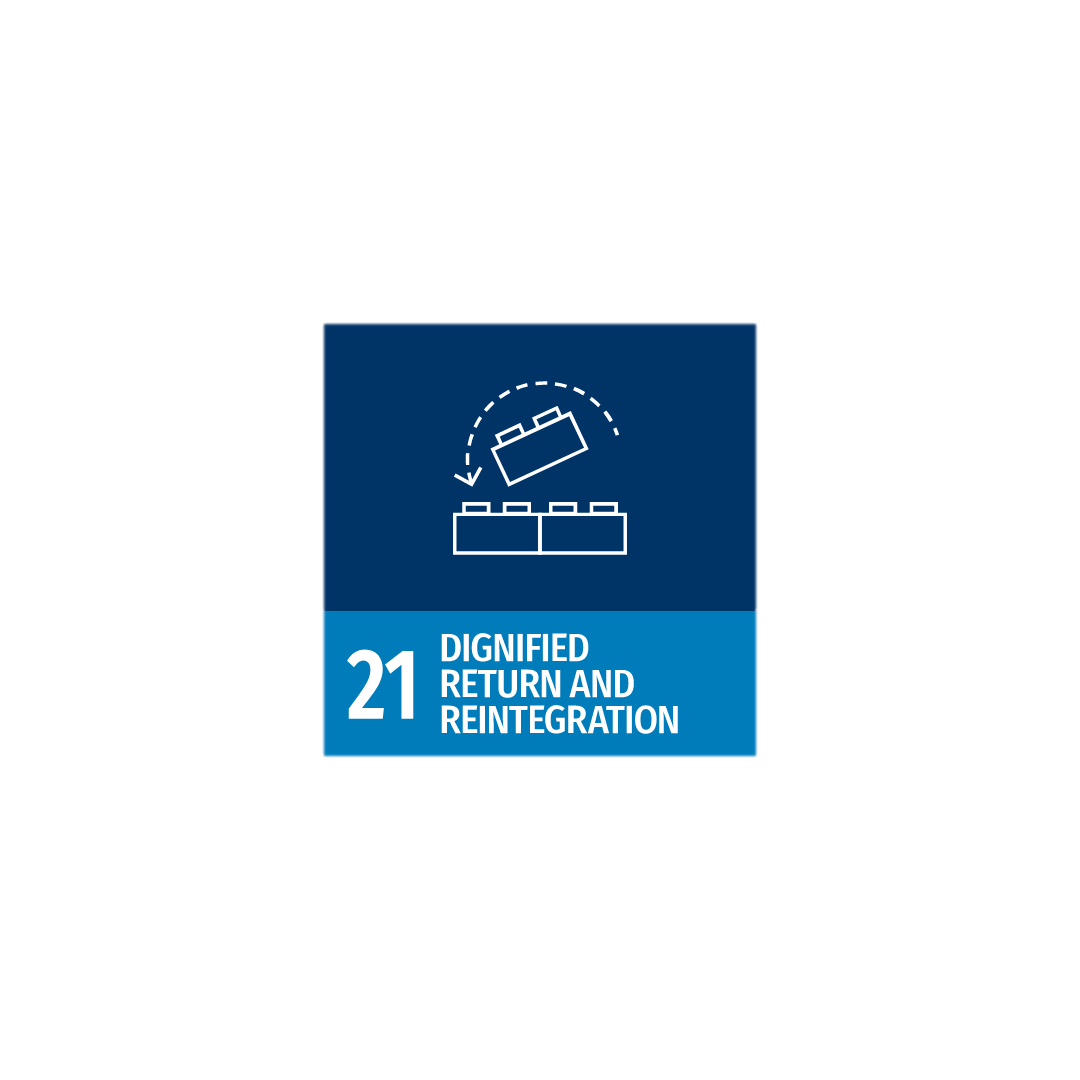 21
DIGNIFIED
RETURN AND
REINTEGRATION